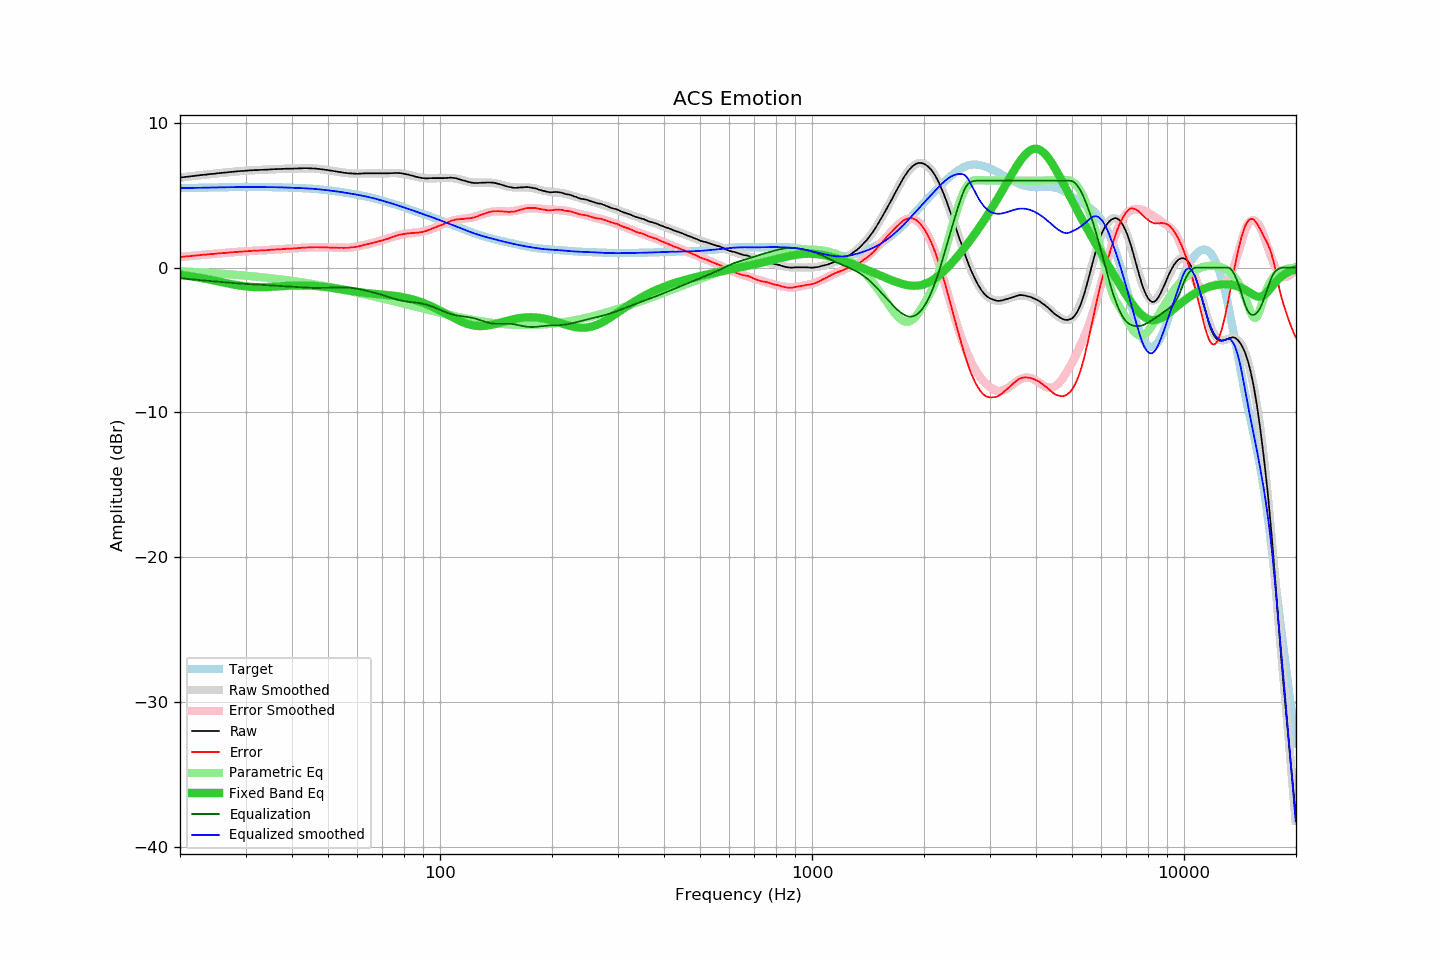 ACS Emotion
10
0
−10
−20
−30
−40
Amplitude (dBr)
Target
Raw Smoothed
Error Smoothed
Raw
Error
Parametric Eq
Fixed Band Eq
Equalization
Equalized smoothed
100
1000
10000
Frequency (Hz)